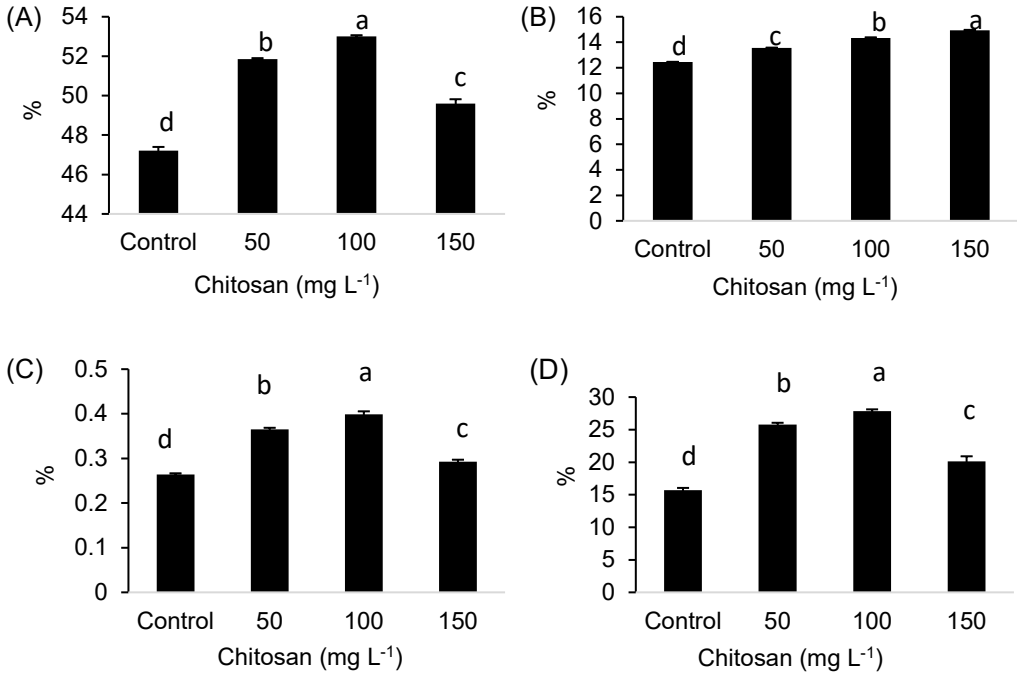 (A)
54
52
50
48
46
44
%
d
b
a
c
Control 50 100 150
Chitosan (mg L-1)
(B)
16
14
12
10
8
6
4
2
0
%
d
c
b
a
Control 50 100 150
Chitosan (mg L-1)
(C)
0.5
0.4
0.3
0.2
0.1
0
%
d
b
a
c
Control 50 100 150
Chitosan (mg L-1)
(D)
30
25
20
15
10
5
0
%
d
b
a
c
Control 50 100 150
Chitosan (mg L-1)